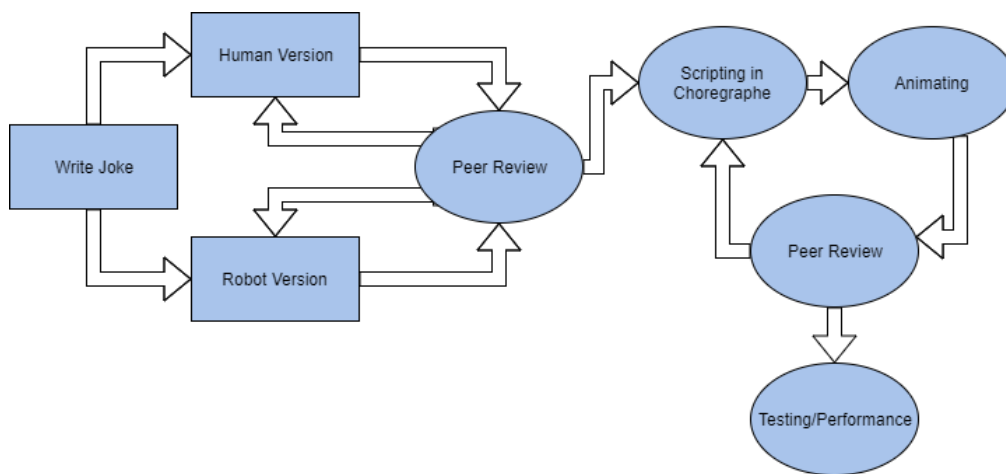 Human Version
Write Joke
Robot Version
Peer Review
Scripting in
Choregraphe
Animating
Peer Review
Testing/Performance